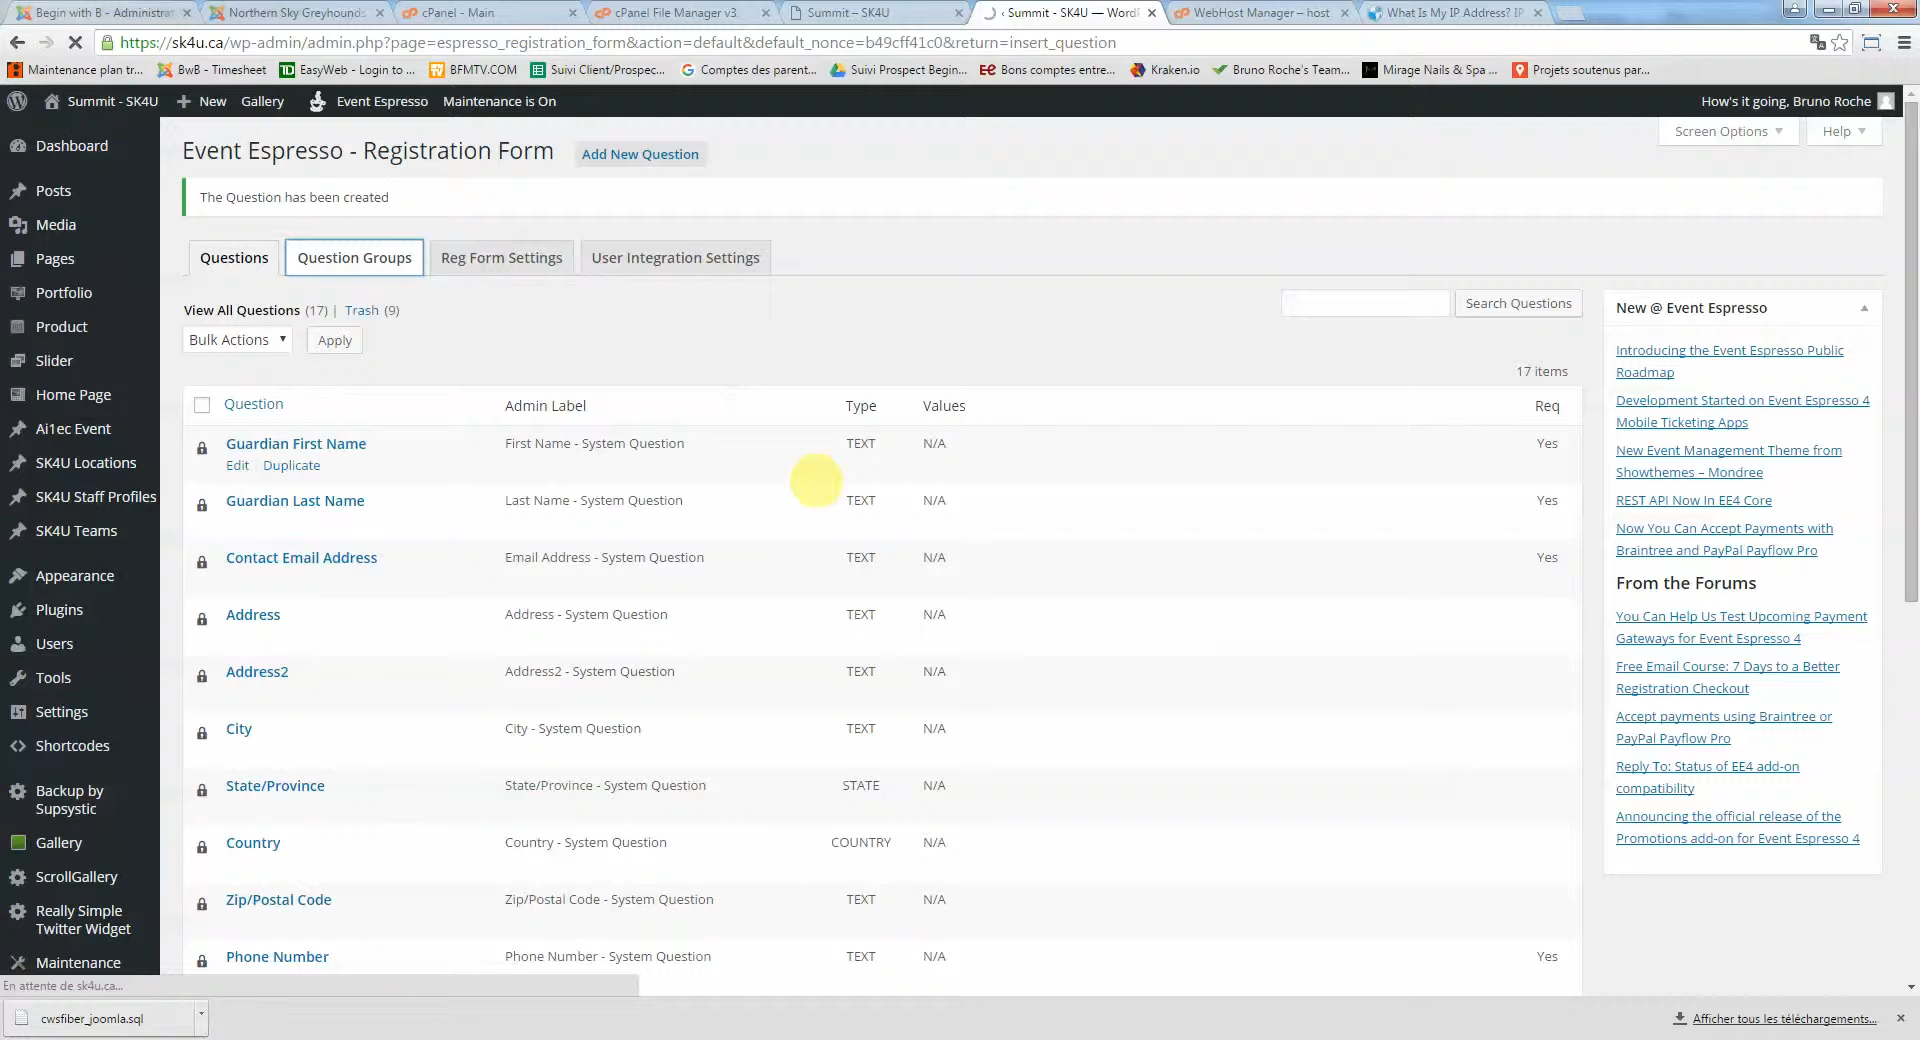 Begin with B - Administrat
Northern Sky Greyhounds
cPanel - Main
cPanel File Manager v3
Summit – SK4U
‹ Summit - SK4U — WordP
WebHost Manager – host
What Is My IP Address? IP
https://sk4u.ca/wp-admin/admin.php?page=espresso_registration_form&action=default&default_nonce=b49cff41c0&return=insert_question
Maintenance plan tr...
BwB - Timesheet
EasyWeb - Login to ...
BFMTV.COM
Suivi Client/Prospec...
Comptes des parent...
Suivi Prospect Begin...
Bons comptes entre...
Kraken.io
Bruno Roche's Team...
Mirage Nails & Spa ...
Projets soutenus par...
Summit - SK4U
New
Gallery
Event Espresso
Maintenance is On
How's it going, Bruno Roche
Dashboard
Posts
Media
Pages
Portfolio
Product
Slider
Home Page
Ai1ec Event
SK4U Locations
SK4U Staff Profiles
SK4U Teams
Appearance
Plugins
Users
Tools
Settings
Shortcodes
Backup by
Supsystic
Gallery
ScrollGallery
Really Simple
Twitter Widget
Maintenance
Screen Options
Help
Event Espresso - Registration Form
Add New Question
The Question has been created
Questions
Question Groups
Reg Form Settings
User Integration Settings
View All Questions (17) | Trash (9)
Search Questions
Bulk Actions
Apply
17 items
Question Admin Label Type Values Req
Guardian First Name First Name - System Question TEXT N/A Yes
Edit | Duplicate
Guardian Last Name Last Name - System Question TEXT N/A Yes
Contact Email Address Email Address - System Question TEXT N/A Yes
Address Address - System Question TEXT N/A
Address2 Address2 - System Question TEXT N/A
City City - System Question TEXT N/A
State/Province State/Province - System Question STATE N/A
Country Country - System Question COUNTRY N/A
Zip/Postal Code Zip/Postal Code - System Question TEXT N/A
Phone Number Phone Number - System Question TEXT N/A Yes
New @ Event Espresso
Introducing the Event Espresso Public
Roadmap
Development Started on Event Espresso 4
Mobile Ticketing Apps
New Event Management Theme from
Showthemes – Mondree
REST API Now In EE4 Core
Now You Can Accept Payments with
Braintree and PayPal Payflow Pro
From the Forums
You Can Help Us Test Upcoming Payment
Gateways for Event Espresso 4
Free Email Course: 7 Days to a Better
Registration Checkout
Accept payments using Braintree or
PayPal Payflow Pro
Reply To: Status of EE4 add-on
compatibility
Announcing the official release of the
Promotions add-on for Event Espresso 4
En attente de sk4u.ca...
cwsfiber_joomla.sql
Afficher tous les téléchargements...